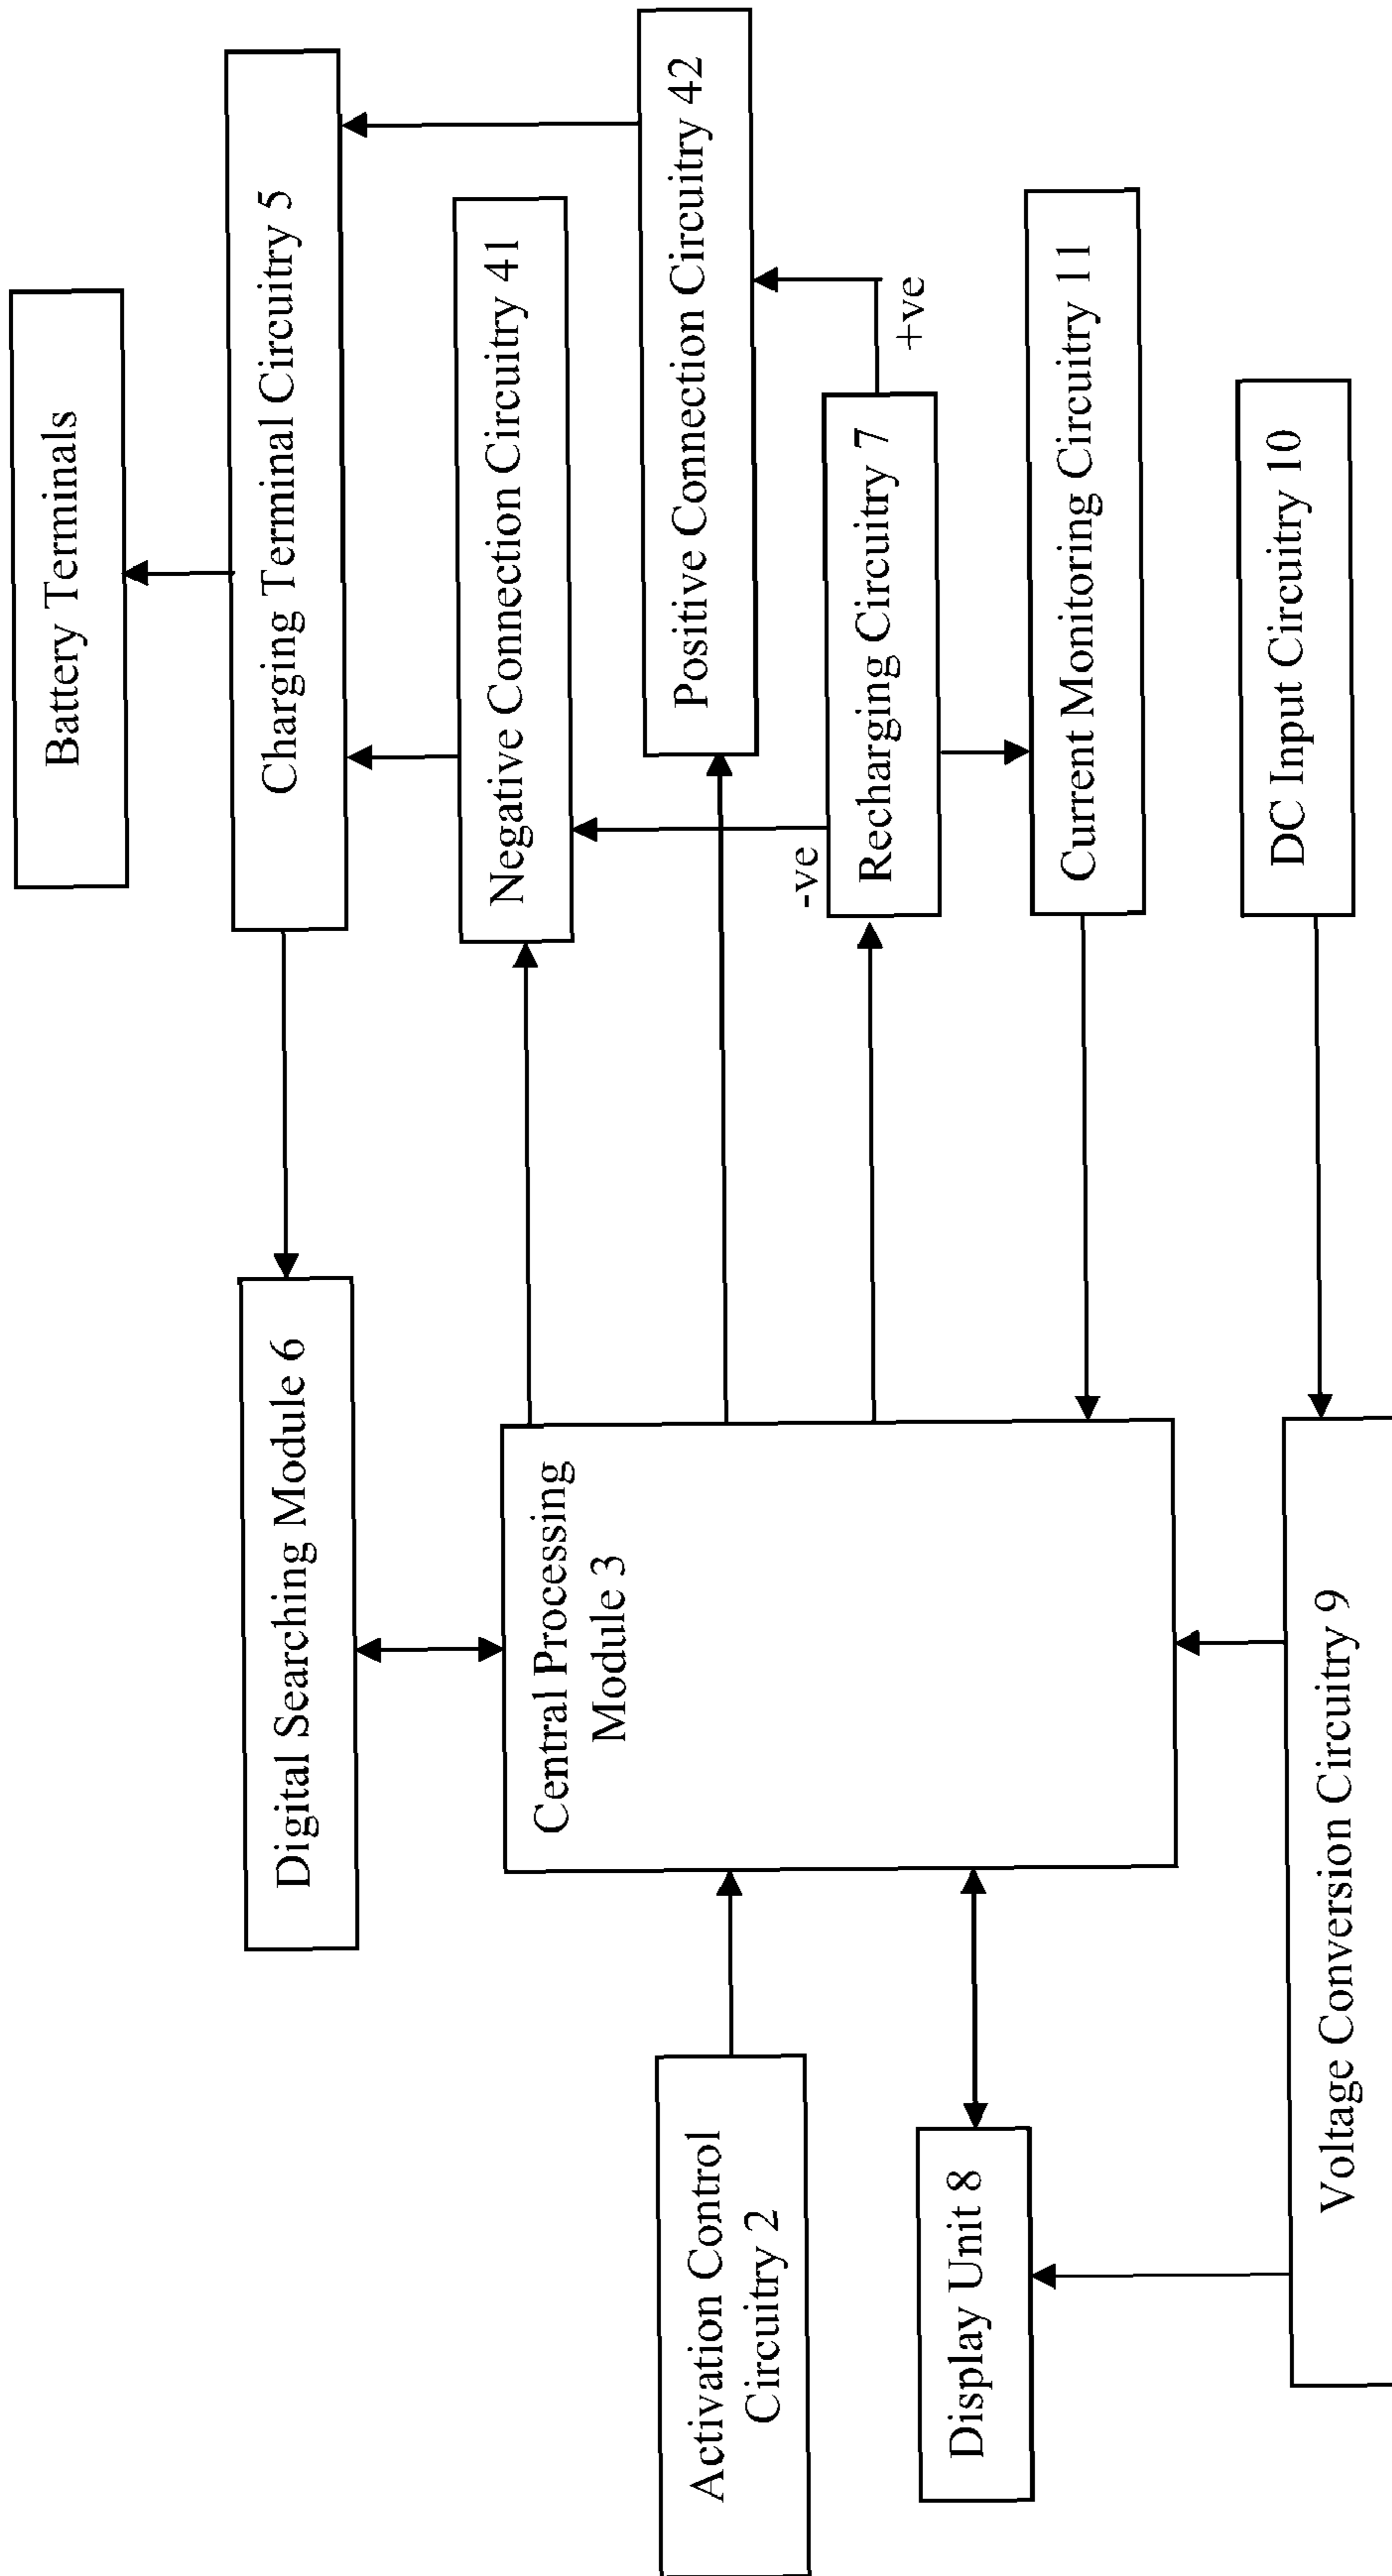 Battery Terminals
Charging Terminal Circuitry 5
Digital Searching Module 6
Negative Connection Circuitry 41
Positive Connection Circuitry 42
Central Processing
Module 3
Activation Control
Circuitry 2
-ve
Recharging Circuitry 7
+ve
Display Unit 8
Current Monitoring Circuitry 11
DC Input Circuitry 10
Voltage Conversion Circuitry 9